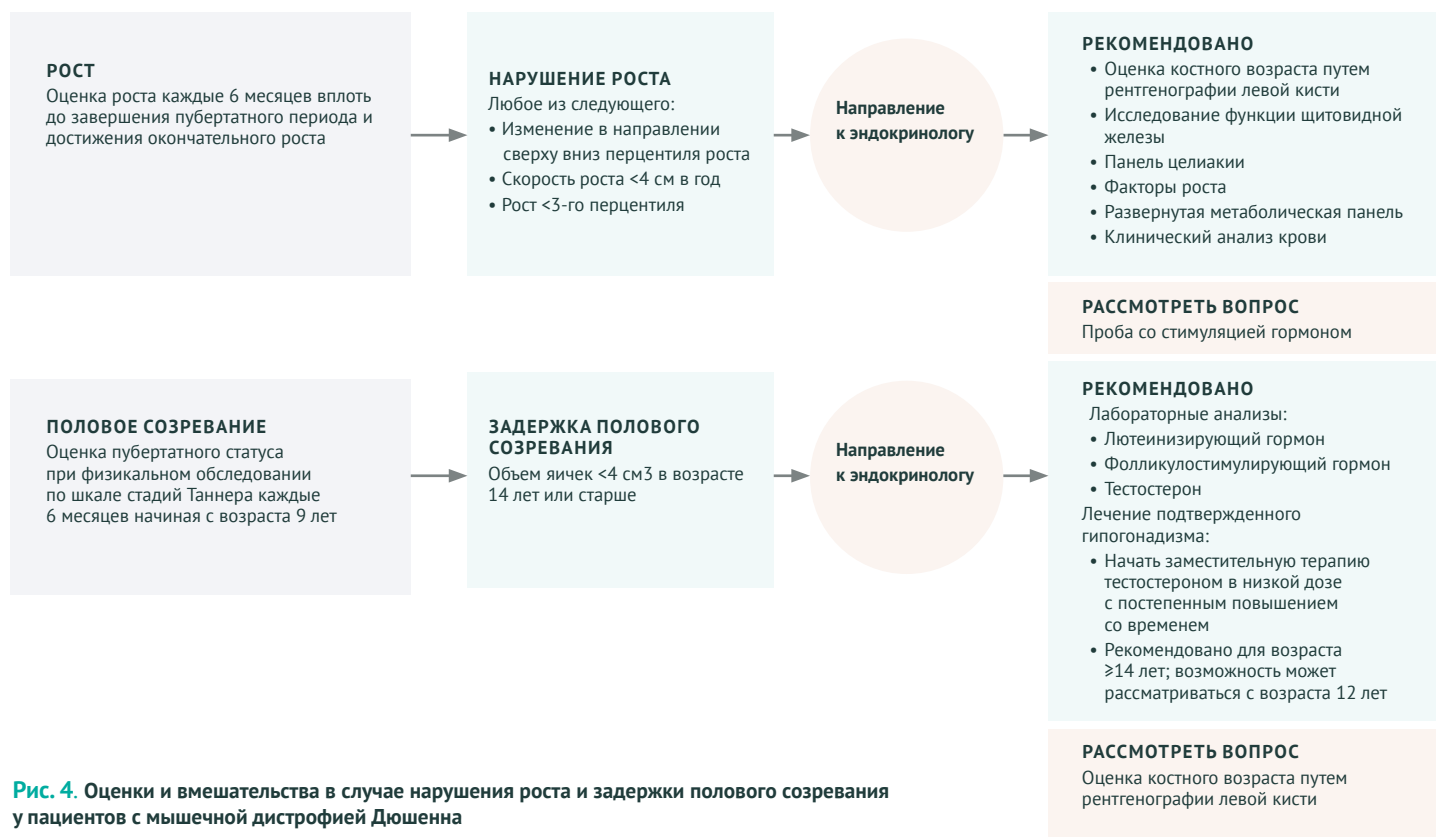 РОСТ
Оценка роста каждые 6 месяцев вплоть
до завершения пубертатного периода и
достижения окончательного роста
НАРУШЕНИЕ РОСТА
Любое из следующего:
• Изменение в направлении
сверху вниз перцентиля роста
• Скорость роста <4 см в год
• Рост <3-го перцентиля
Направление
к эндокринологу
РЕКОМЕНДОВАНО
• Оценка костного возраста путем
рентгенографии левой кисти
• Исследование функции щитовидной
железы
• Панель целиакии
• Факторы роста
• Развернутая метаболическая панель
• Клинический анализ крови
РАССМОТРЕТЬ ВОПРОС
Проба со стимуляцией гормоном
ПОЛОВОЕ СОЗРЕВАНИЕ
Оценка пубертатного статуса
при физикальном обследовании
по шкале стадий Таннера каждые
6 месяцев начиная с возраста 9 лет
ЗАДЕРЖКА ПОЛОВОГО
СОЗРЕВАНИЯ
Объем яичек <4 см3 в возрасте
14 лет или старше
Направление
к эндокринологу
РЕКОМЕНДОВАНО
Лабораторные анализы:
• Лютеинизирующий гормон
• Фолликулостимулирующий гормон
• Тестостерон
Лечение подтвержденного
гипогонадизма:
• Начать заместительную терапию
тестостероном в низкой дозе
с постепенным повышением
со временем
• Рекомендовано для возраста
≥14 лет; возможность может
рассматриваться с возраста 12 лет
РАССМОТРЕТЬ ВОПРОС
Оценка костного возраста путем
рентгенографии левой кисти
Рис. 4. Оценки и вмешательства в случае нарушения роста и задержки полового созревания
у пациентов с мышечной дистрофией Дюшенна